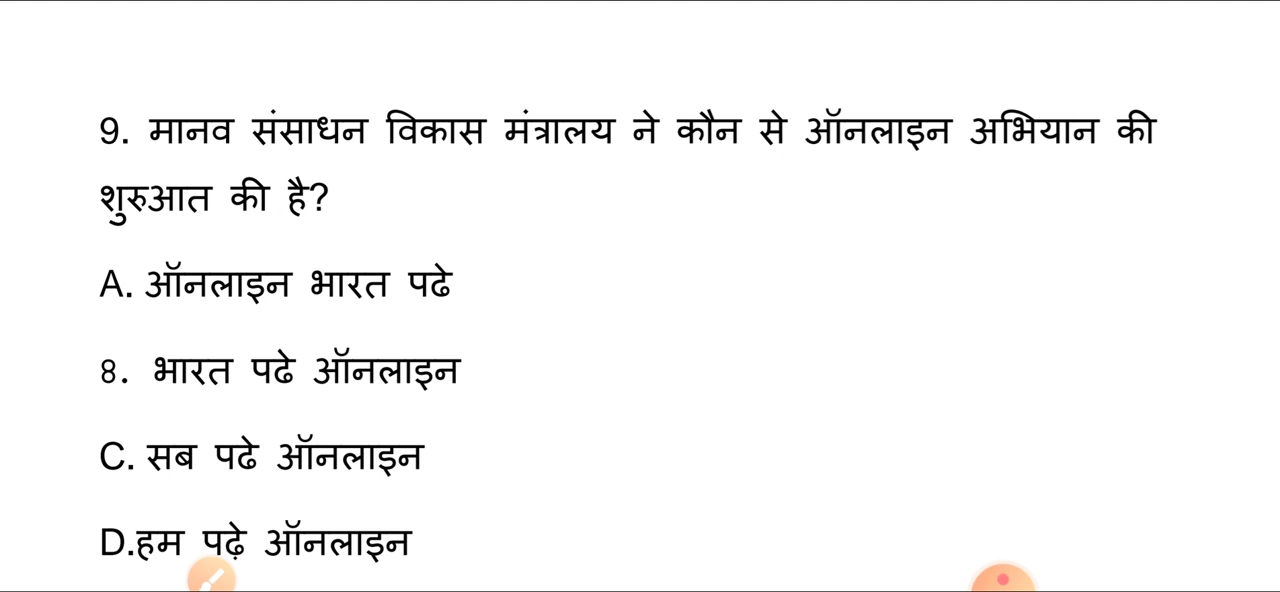 9. मानव संसाधन विकास मंत्रालय ने कौन से ऑनलाइन अभियान की
शुरुआत की है?
A. ऑनलाइन भारत पढे
8. भारत पढे ऑनलाइन
C. सब पढे ऑनलाइन
D.हम पढ़े ऑनलाइन